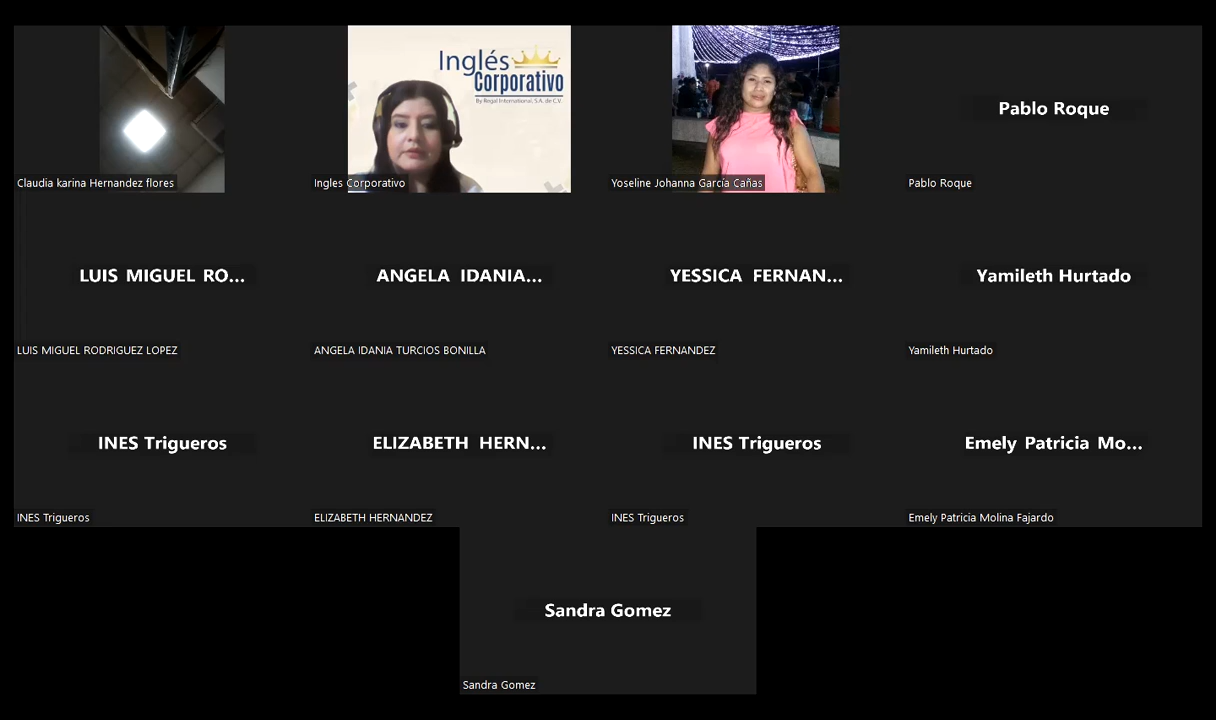 Inglés
Corporativo
By Regal International, S.A. de C.V.
Pablo Roque
Claudia karina Hernandez flores
Ingles Corporativo
Yoseline Johanna García Cañas
Pablo Roque
LUIS MIGUEL RO...
ANGELA IDANIA...
YESSICA FERNAN...
Yamileth Hurtado
LUIS MIGUEL RODRIGUEZ LOPEZ
ANGELA IDANIA TURCIOS BONILLA
YESSICA FERNANDEZ
Yamileth Hurtado
INES Trigueros
ELIZABETH HERN...
INES Trigueros
Emely Patricia Mo...
INES Trigueros
ELIZABETH HERNANDEZ
INES Trigueros
Emely Patricia Molina Fajardo
Sandra Gomez
Sandra Gomez